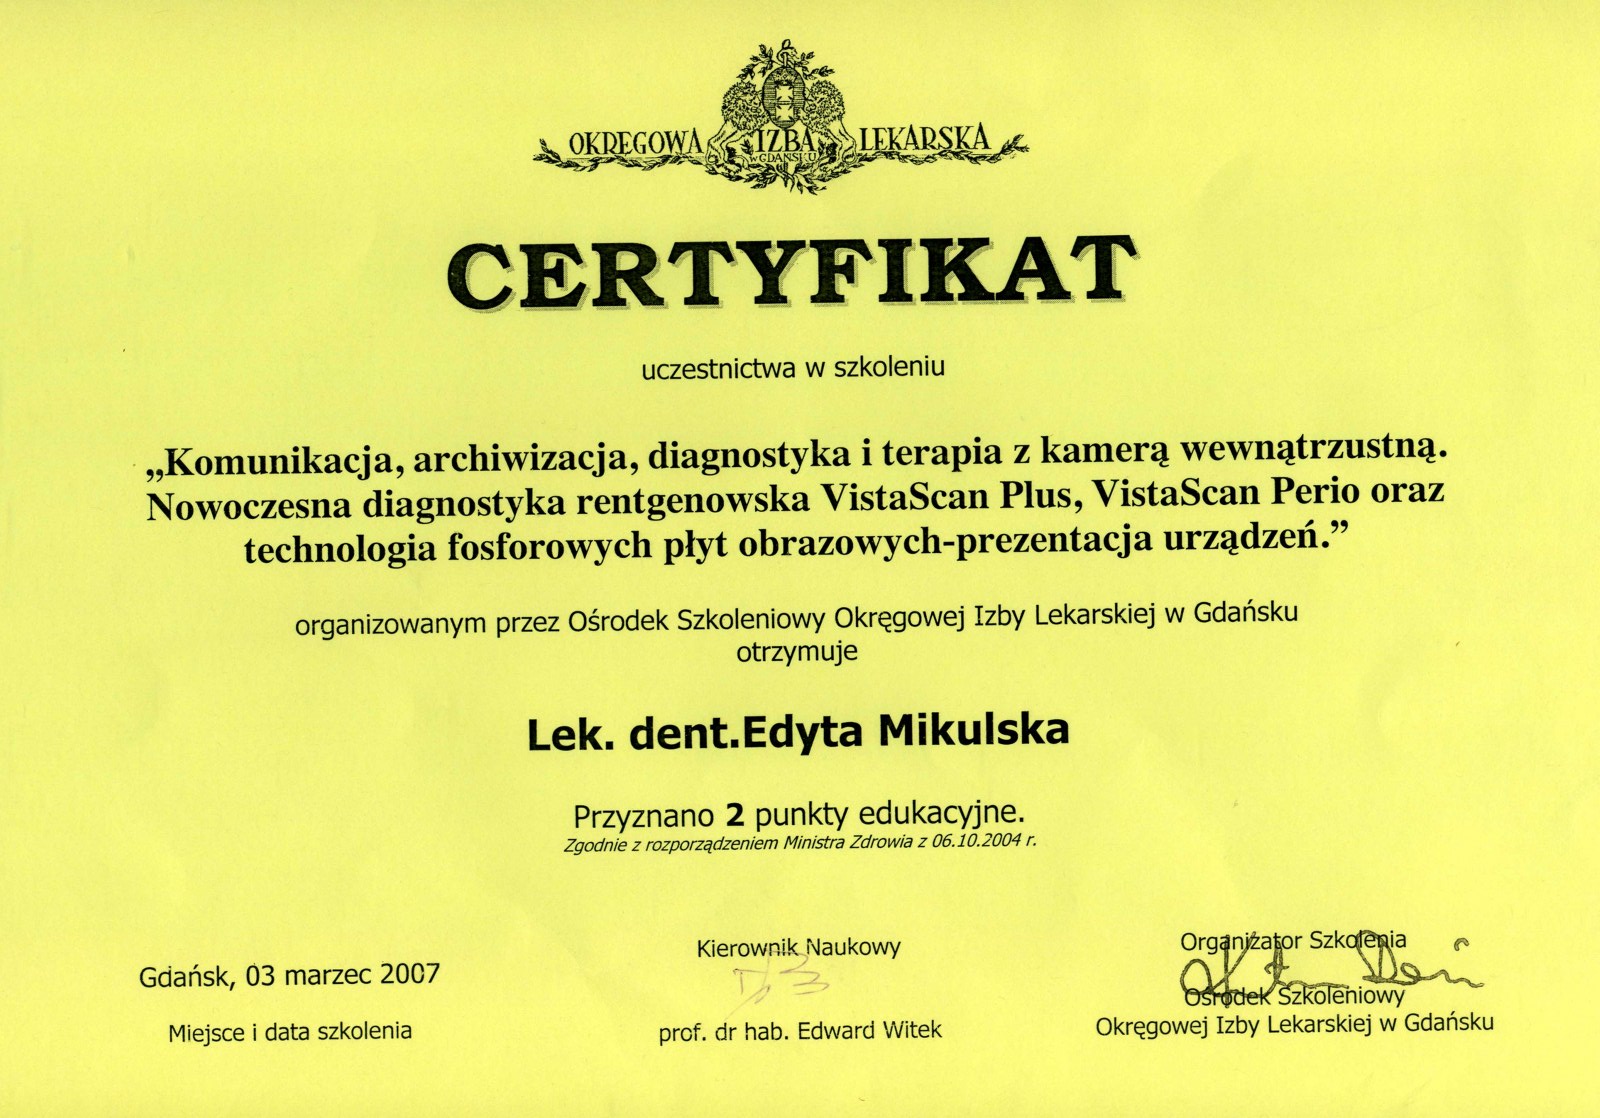 OKRĘGOWA IZBA LEKARSKA
W GDAŃSKU
CERTYFIKAT
uczestnictwa w szkoleniu
„Komunikacja, archiwizacja, diagnostyka i terapia z kamerą wewnątrzustną.
Nowoczesna diagnostyka rentgenowska VistaScan Plus, VistaScan Perio oraz
technologia fosforowych płyt obrazowych-prezentacja urządzeń.”
organizowanym przez Ośrodek Szkoleniowy Okręgowej Izby Lekarskiej w Gdańsku
otrzymuje
Lek. dent.Edyta Mikulska
Przyznano 2 punkty edukacyjne.
Zgodnie z rozporządzeniem Ministra Zdrowia z 06.10.2004 r.
Gdańsk, 03 marzec 2007
Miejsce i data szkolenia
Kierownik Naukowy
prof. dr hab. Edward Witek
Organizator Szkolenia
Ośrodek Szkoleniowy
Okręgowej Izby Lekarskiej w Gdańsku